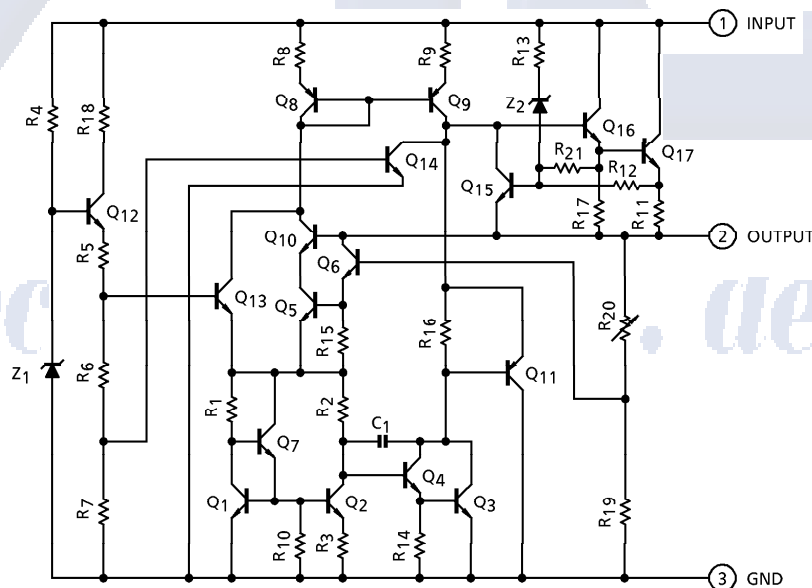 1 INPUT
R13
R8
R9
R4
R18
Q8
Q9
Z2
Q16
Q17
Q14
R21
R12
Q15
Q12
R17
R11
Q10
2 OUTPUT
R5
Q6
Q13
Q5
R20
R15
R16
Z1
R6
Q11
R1
R2
C1
Q7
Q4
R7
Q1
Q2
Q3
R19
R10
R3
R14
3 GND